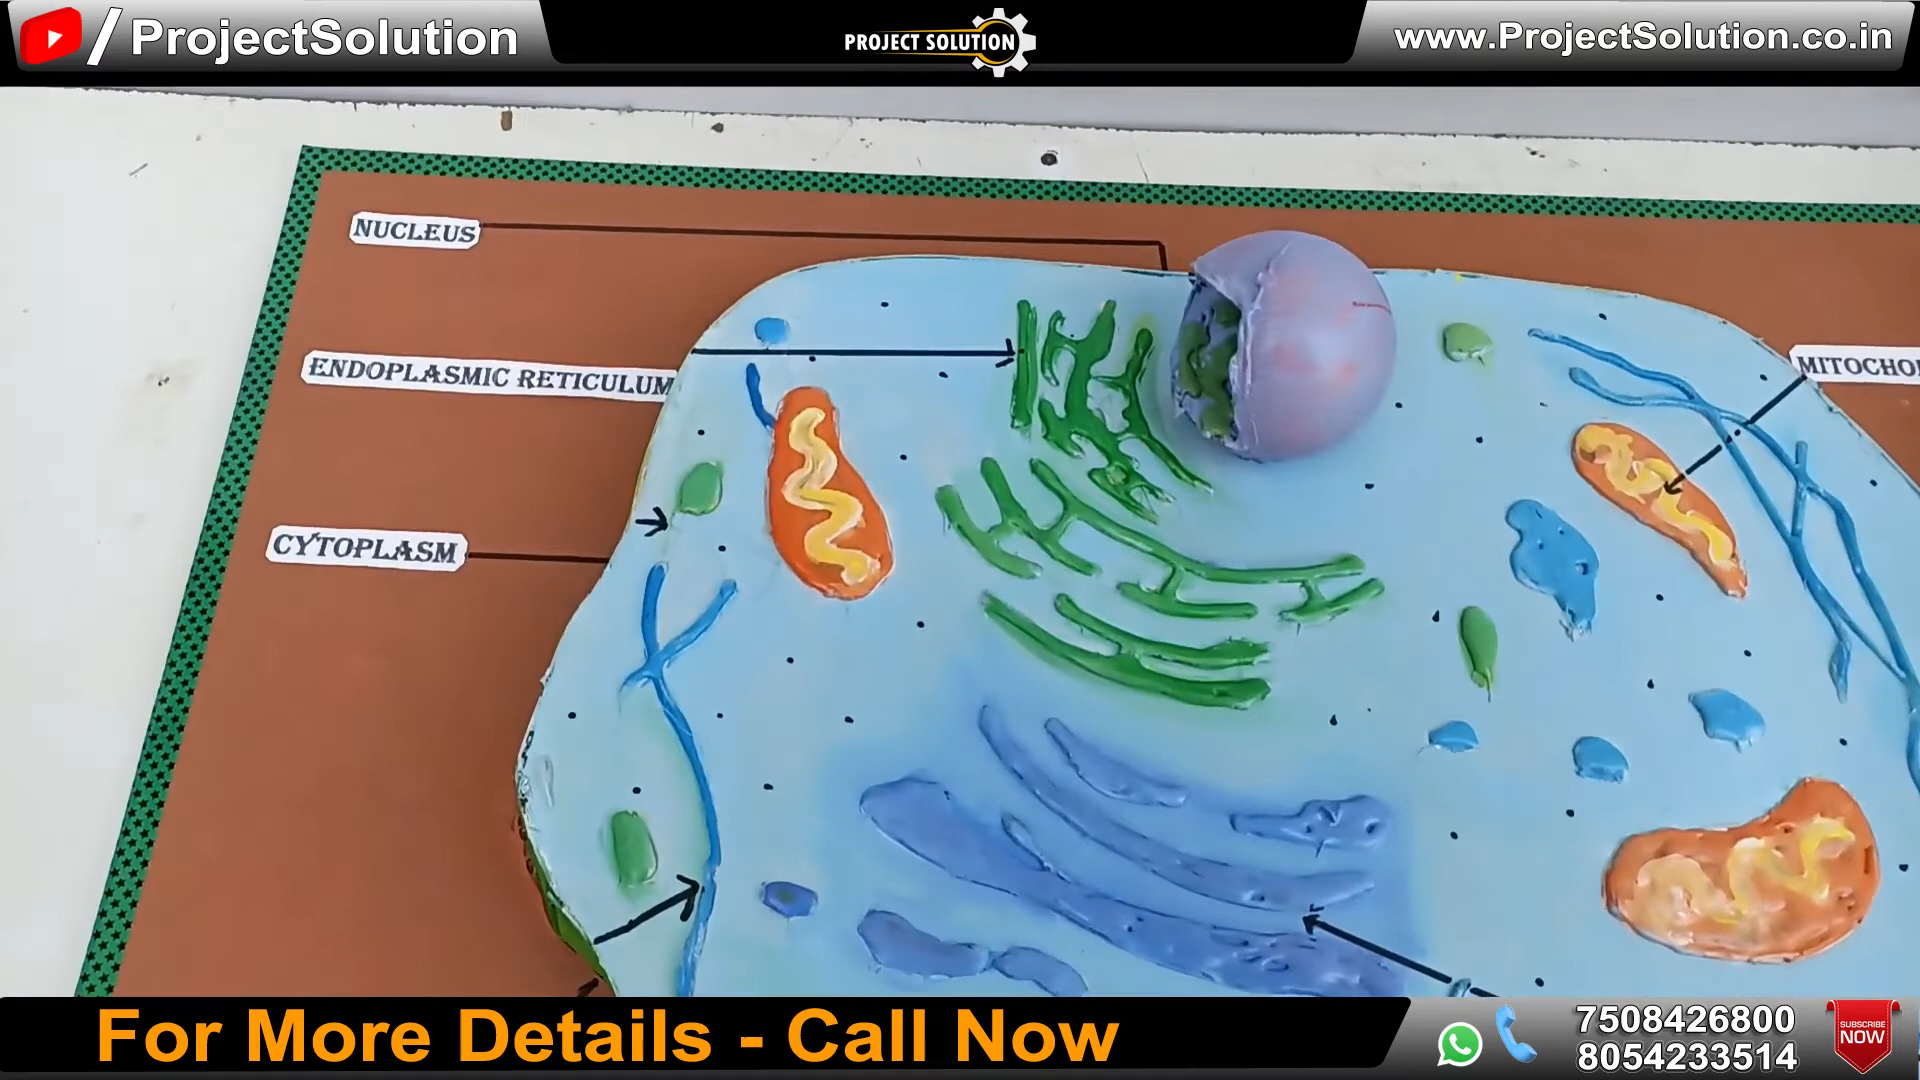 /ProjectSolution
PROJECT SOLUTION
www.ProjectSolution.co.in
NUCLEUS
ENDOPLASMIC RETICULUM
MITOCHO
CYTOPLASM
For More Details - Call Now
7508426800
8054233514
SUBSCRIBE
NOW